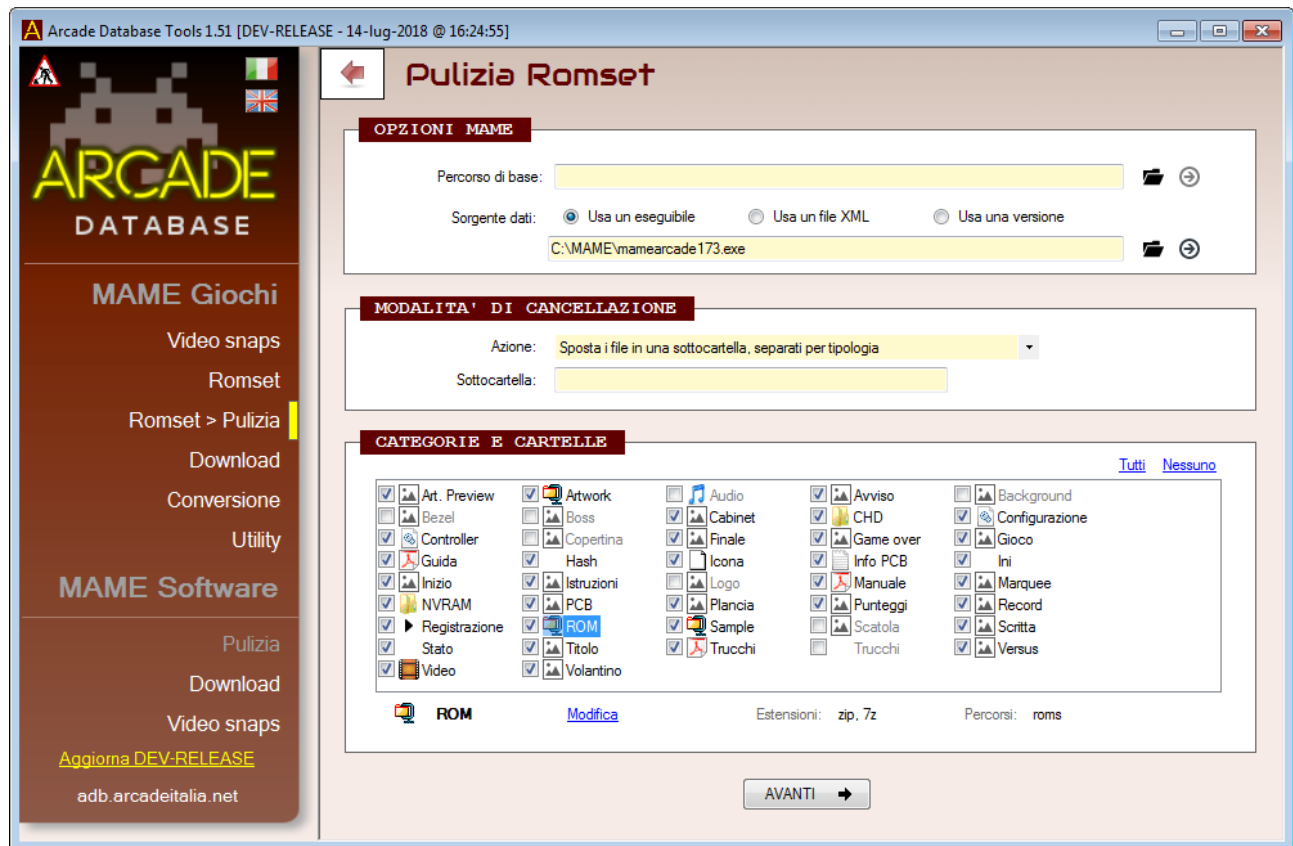 Arcade Database Tools 1.51 [DEV-RELEASE - 14-lug-2018 @ 16:24:55]
ARCADE
DATABASE
MAME Giochi
Video snaps
Romset
Romset > Pulizia
Download
Conversione
Utility
MAME Software
Pulizia
Download
Video snaps
Aggiorna DEV-RELEASE
adb.arcadeitalia.net
Pulizia Romset
OPZIONI MAME
Percorso di base:
Sorgente dati: Usa un eseguibile Usa un file XML Usa una versione
C:\MAME\mamearcade173.exe
MODALITA' DI CANCELLAZIONE
Azione: Sposta i file in una sottocartella, separati per tipologia
Sottocartella:
CATEGORIE E CARTELLE
Tutti Nessuno
Art. Preview Artwork Audio Avviso Background
Bezel Boss Cabinet CHD Configurazione
Controller Copertina Finale Game over Gioco
Guida Hash Icona Info PCB Ini
Inizio Istruzioni Logo Manuale Marquee
NVRAM PCB Plancia Punteggi Record
Registrazione ROM Sample Scatola Scritta
Stato Titolo Trucchi Trucchi Versus
Video Volantino
ROM Modifica Estensioni: zip, 7z Percorsi: roms
AVANTI